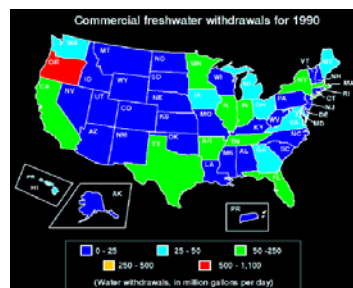 Commercial freshwater withdrawals for 1990
WA MT ND MN VT ME
OR ID SD WI MI NY NH
MA
WY IA PA RI
CT
NE NJ
CA NV UT CO IL IN OH DE
KS MO WV VA MD
KY
AZ NM OK AR TN NC
SC
TX LA MS AL GA
FL
HI AK PR
0 - 25 25 - 50 50 -250
250 - 500 500 - 1,100
(Water withdrawals, in million gallons per day)